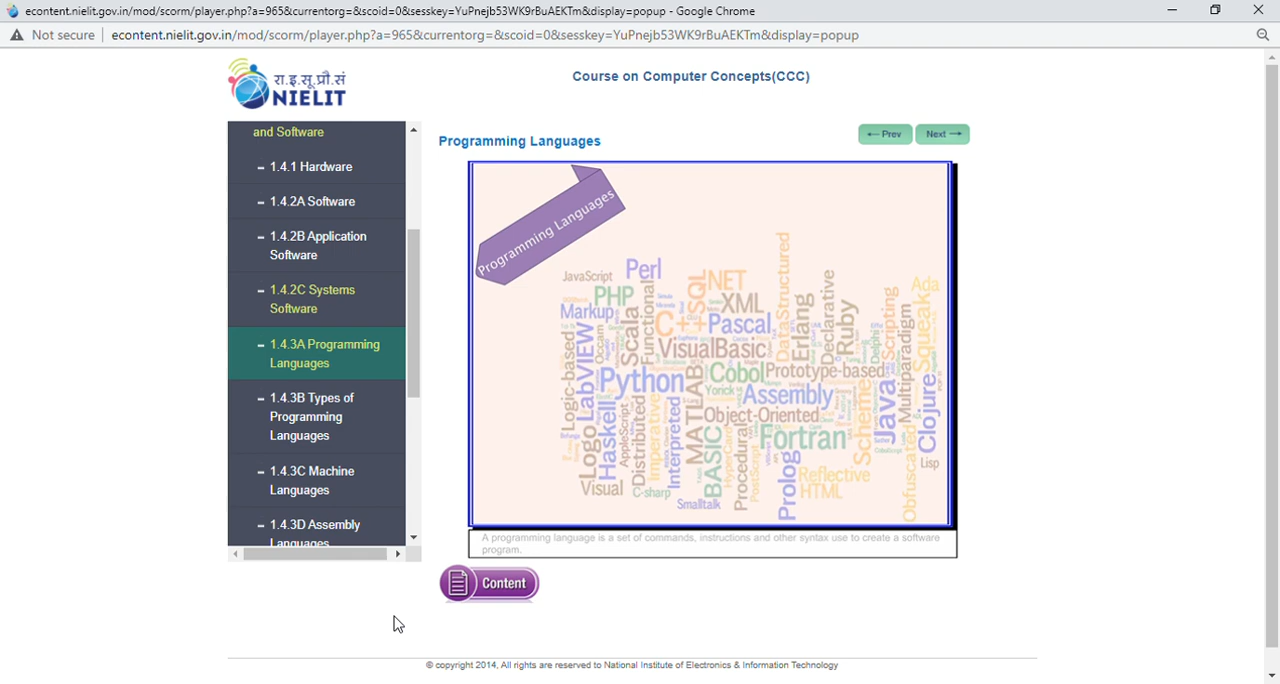 econtent.nielit.gov.in/mod/scorm/player.php?a=965&currentorg=&scoid=0&sesskey=YuPnejb53WK9rBuAEKTm&display=popup - Google Chrome
Not secure
econtent.nielit.gov.in/mod/scorm/player.php?a=965&currentorg=&scoid=0&sesskey=YuPnejb53WK9rBuAEKTm&display=popup
रा.इ.सू.प्रौ.सं
NIELIT
Course on Computer Concepts(CCC)
and Software
- 1.4.1 Hardware
- 1.4.2A Software
- 1.4.2B Application
Software
- 1.4.2C Systems
Software
- 1.4.3A Programming
Languages
- 1.4.3B Types of
Programming
Languages
- 1.4.3C Machine
Languages
- 1.4.3D Assembly
Languages
Programming Languages
← Prev
Next →
Programming Languages
JavaScript
Perl
PHP
Markup
Scala
Functional
C++
SQL
.NET
XML
Pascal
DataStructured
Erlang
Declarative
Ruby
Scripting
Ada
Squeak
Delphi
Multiparadigm
VisualBasic
Logic-based
LabVIEW
Occam
Python
Cobol
Prototype-based
Yorick
Assembly
MATLAB
Object-Oriented
Logo
Haskell
AppleScript
Distributed
Imperative
Interpreted
BASIC
HyperCard
Procedural
PostScript
Fortran
Scheme
Java
Clojure
Obfuscated
Lisp
Prolog
Reflective
HTML
Visual
C-sharp
Smalltalk
A programming language is a set of commands, instructions and other syntax use to create a software
program.
Content
© copyright 2014, All rights are reserved to National Institute of Electronics & Information Technology